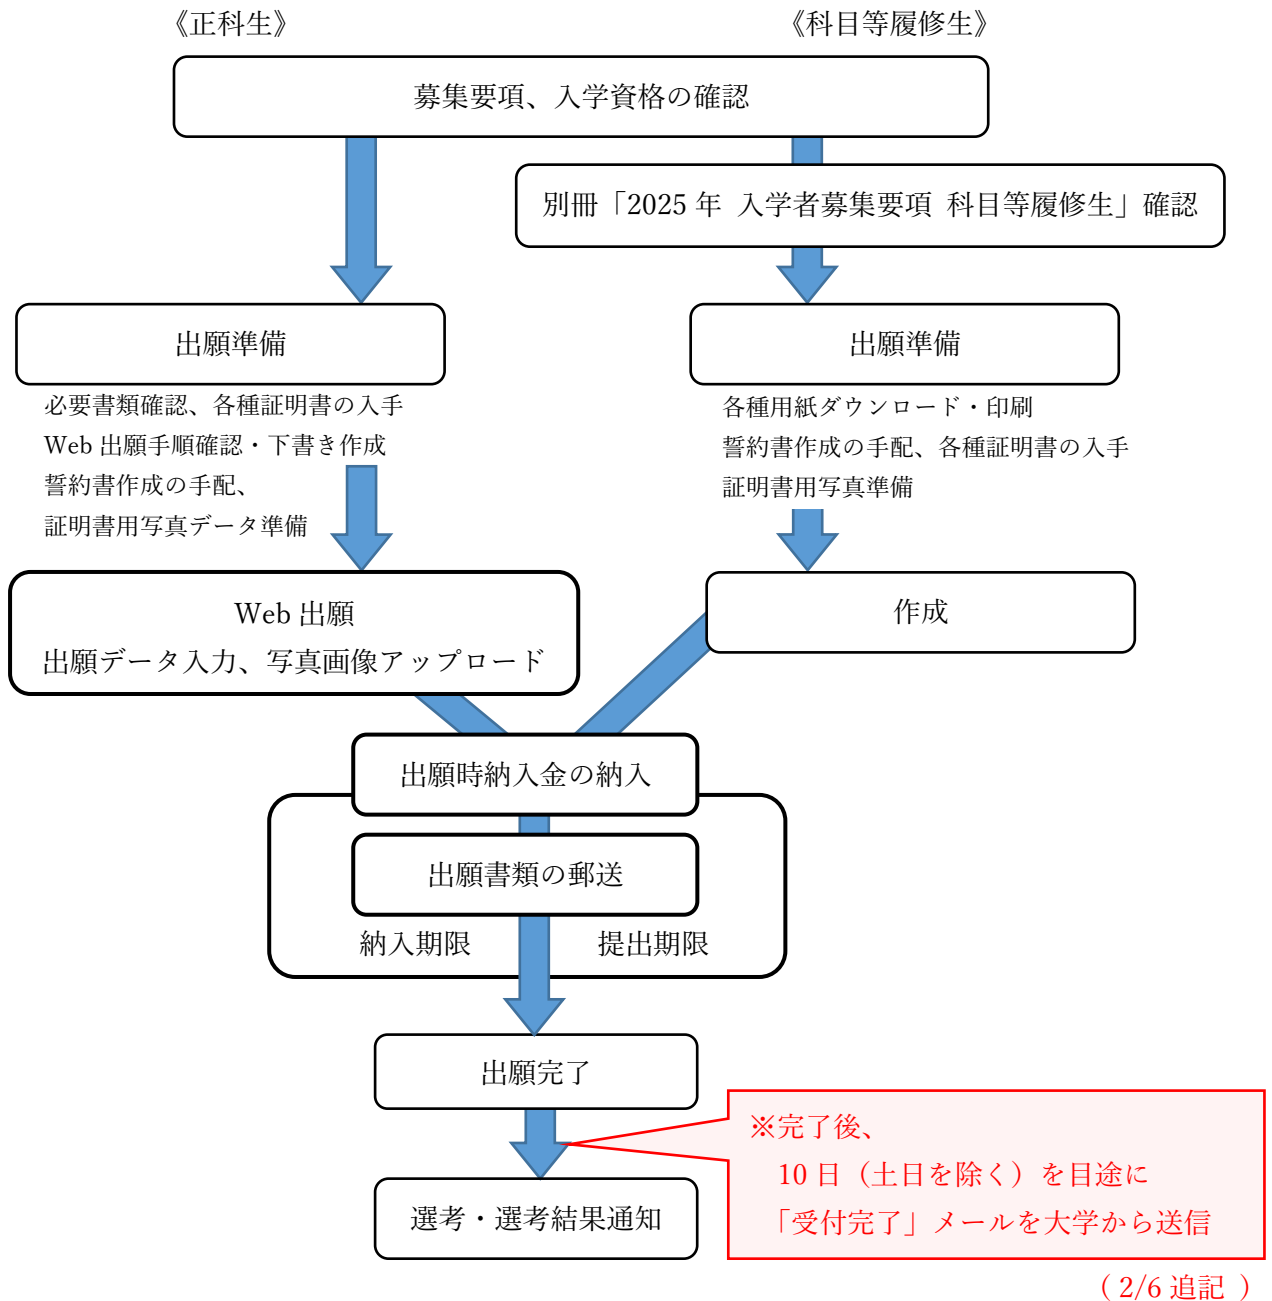 《正科生》
《科目等履修生》
募集要項、入学資格の確認
別冊「2025 年 入学者募集要項 科目等履修生」確認
出願準備
必要書類確認、各種証明書の入手
Web 出願手順確認・下書き作成
誓約書作成の手配、
証明書用写真データ準備
出願準備
各種用紙ダウンロード・印刷
誓約書作成の手配、各種証明書の入手
証明書用写真準備
Web 出願
出願データ入力、写真画像アップロード
作成
出願時納入金の納入
出願書類の郵送
納入期限
提出期限
出願完了
※完了後、
10 日（土日を除く）を目途に
「受付完了」メールを大学から送信
選考・選考結果通知
（ 2/6 追記 ）